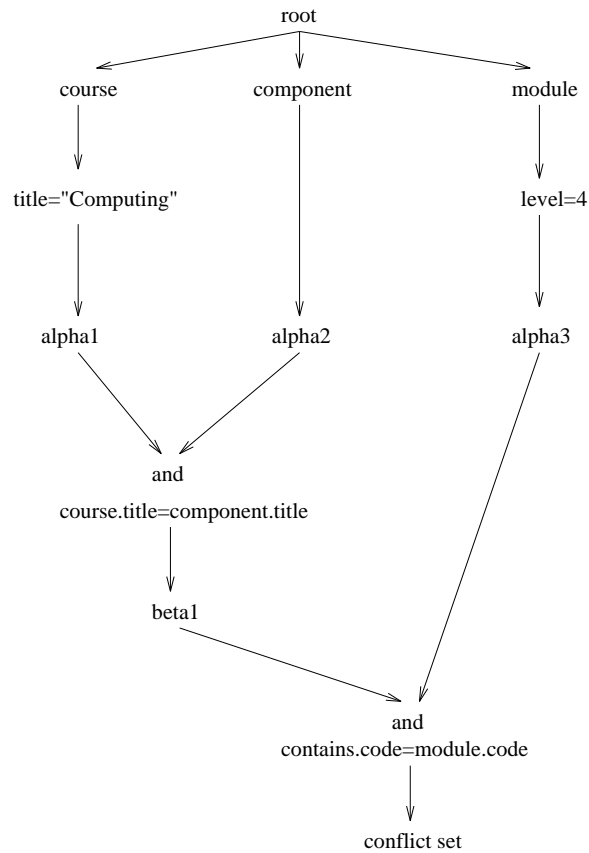 root
course component module
title="Computing" level=4
alpha1 alpha2 alpha3
and
course.title=component.title
beta1
and
contains.code=module.code
conflict set